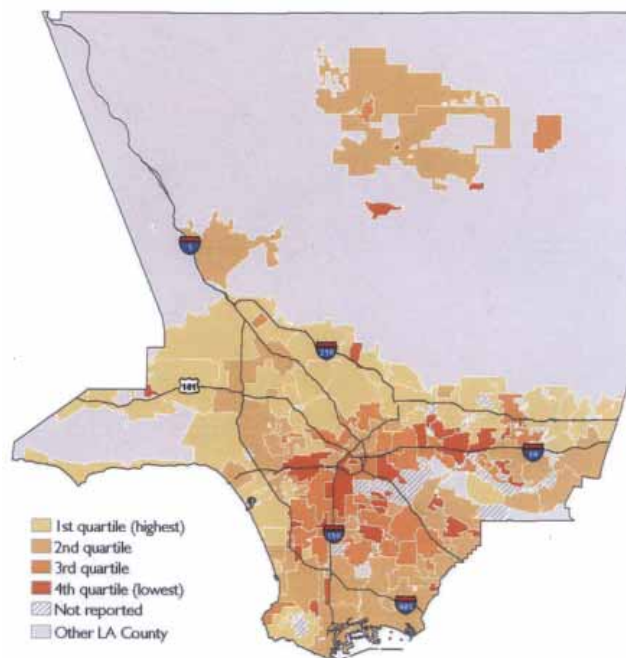 5
210
101
10
110
405
1st quartile (highest)
2nd quartile
3rd quartile
4th quartile (lowest)
Not reported
Other LA County